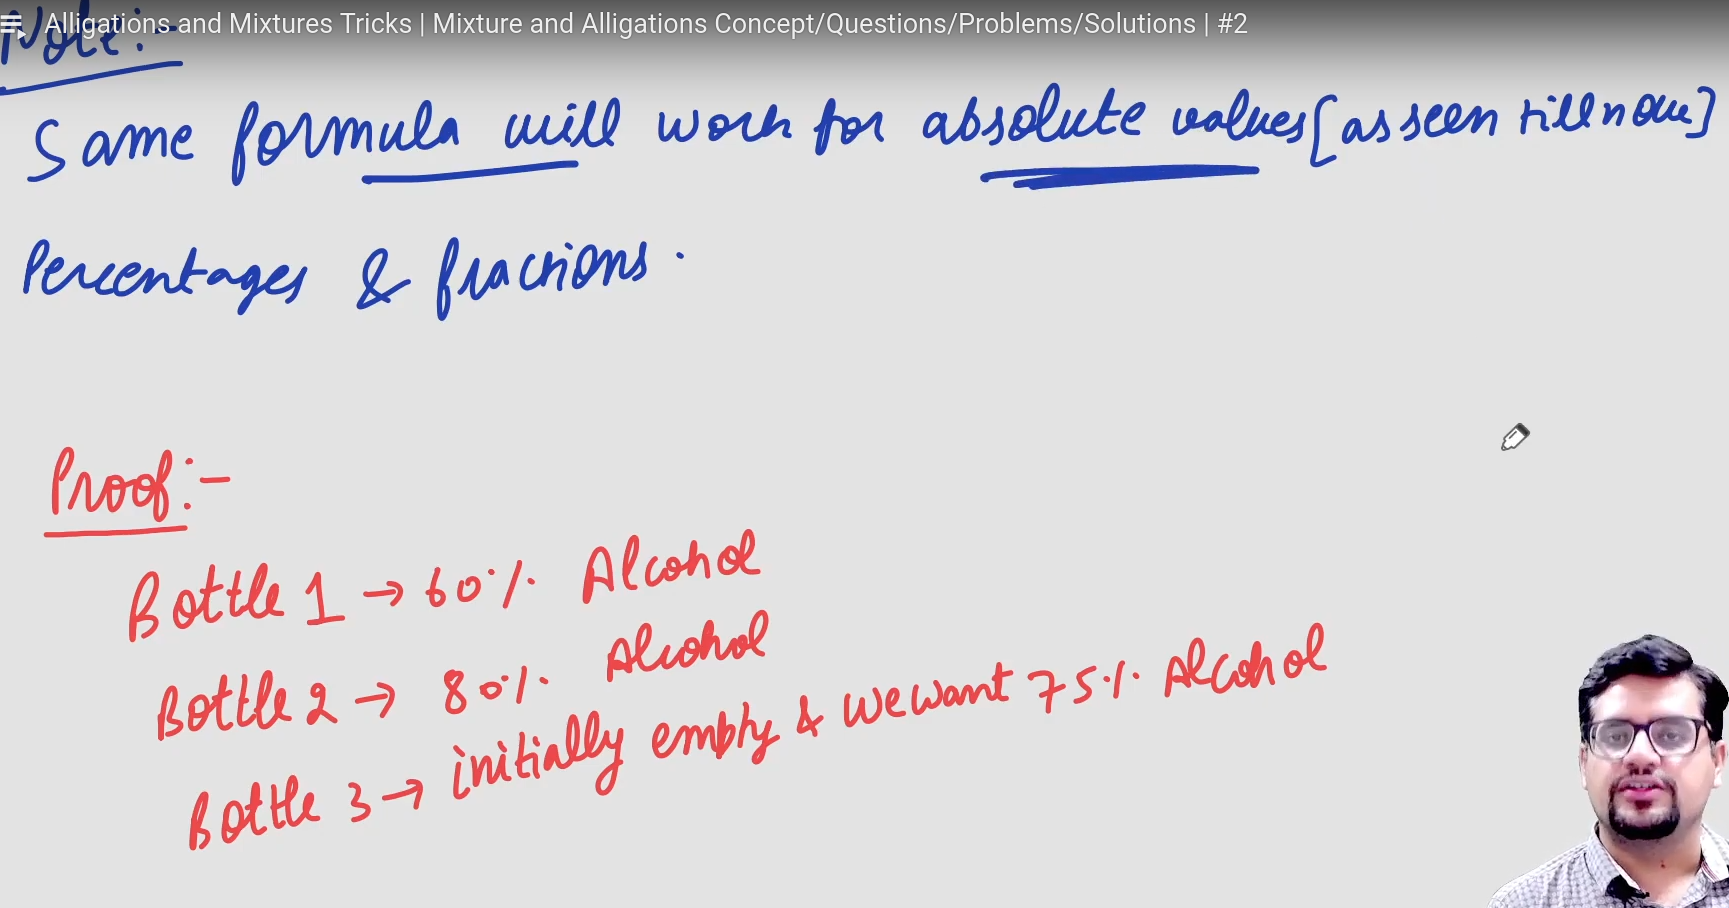 Alligations and Mixtures Tricks | Mixture and Alligations Concept/Questions/Problems/Solutions | #2
Note:-
Same formula will work for absolute values [as seen till now]
Percentages & fractions.
Proof:-
Bottle 1 → 60% Alcohol
Bottle 2 → 80% Alcohol
Bottle 3 → initially empty & we want 75% Alcohol